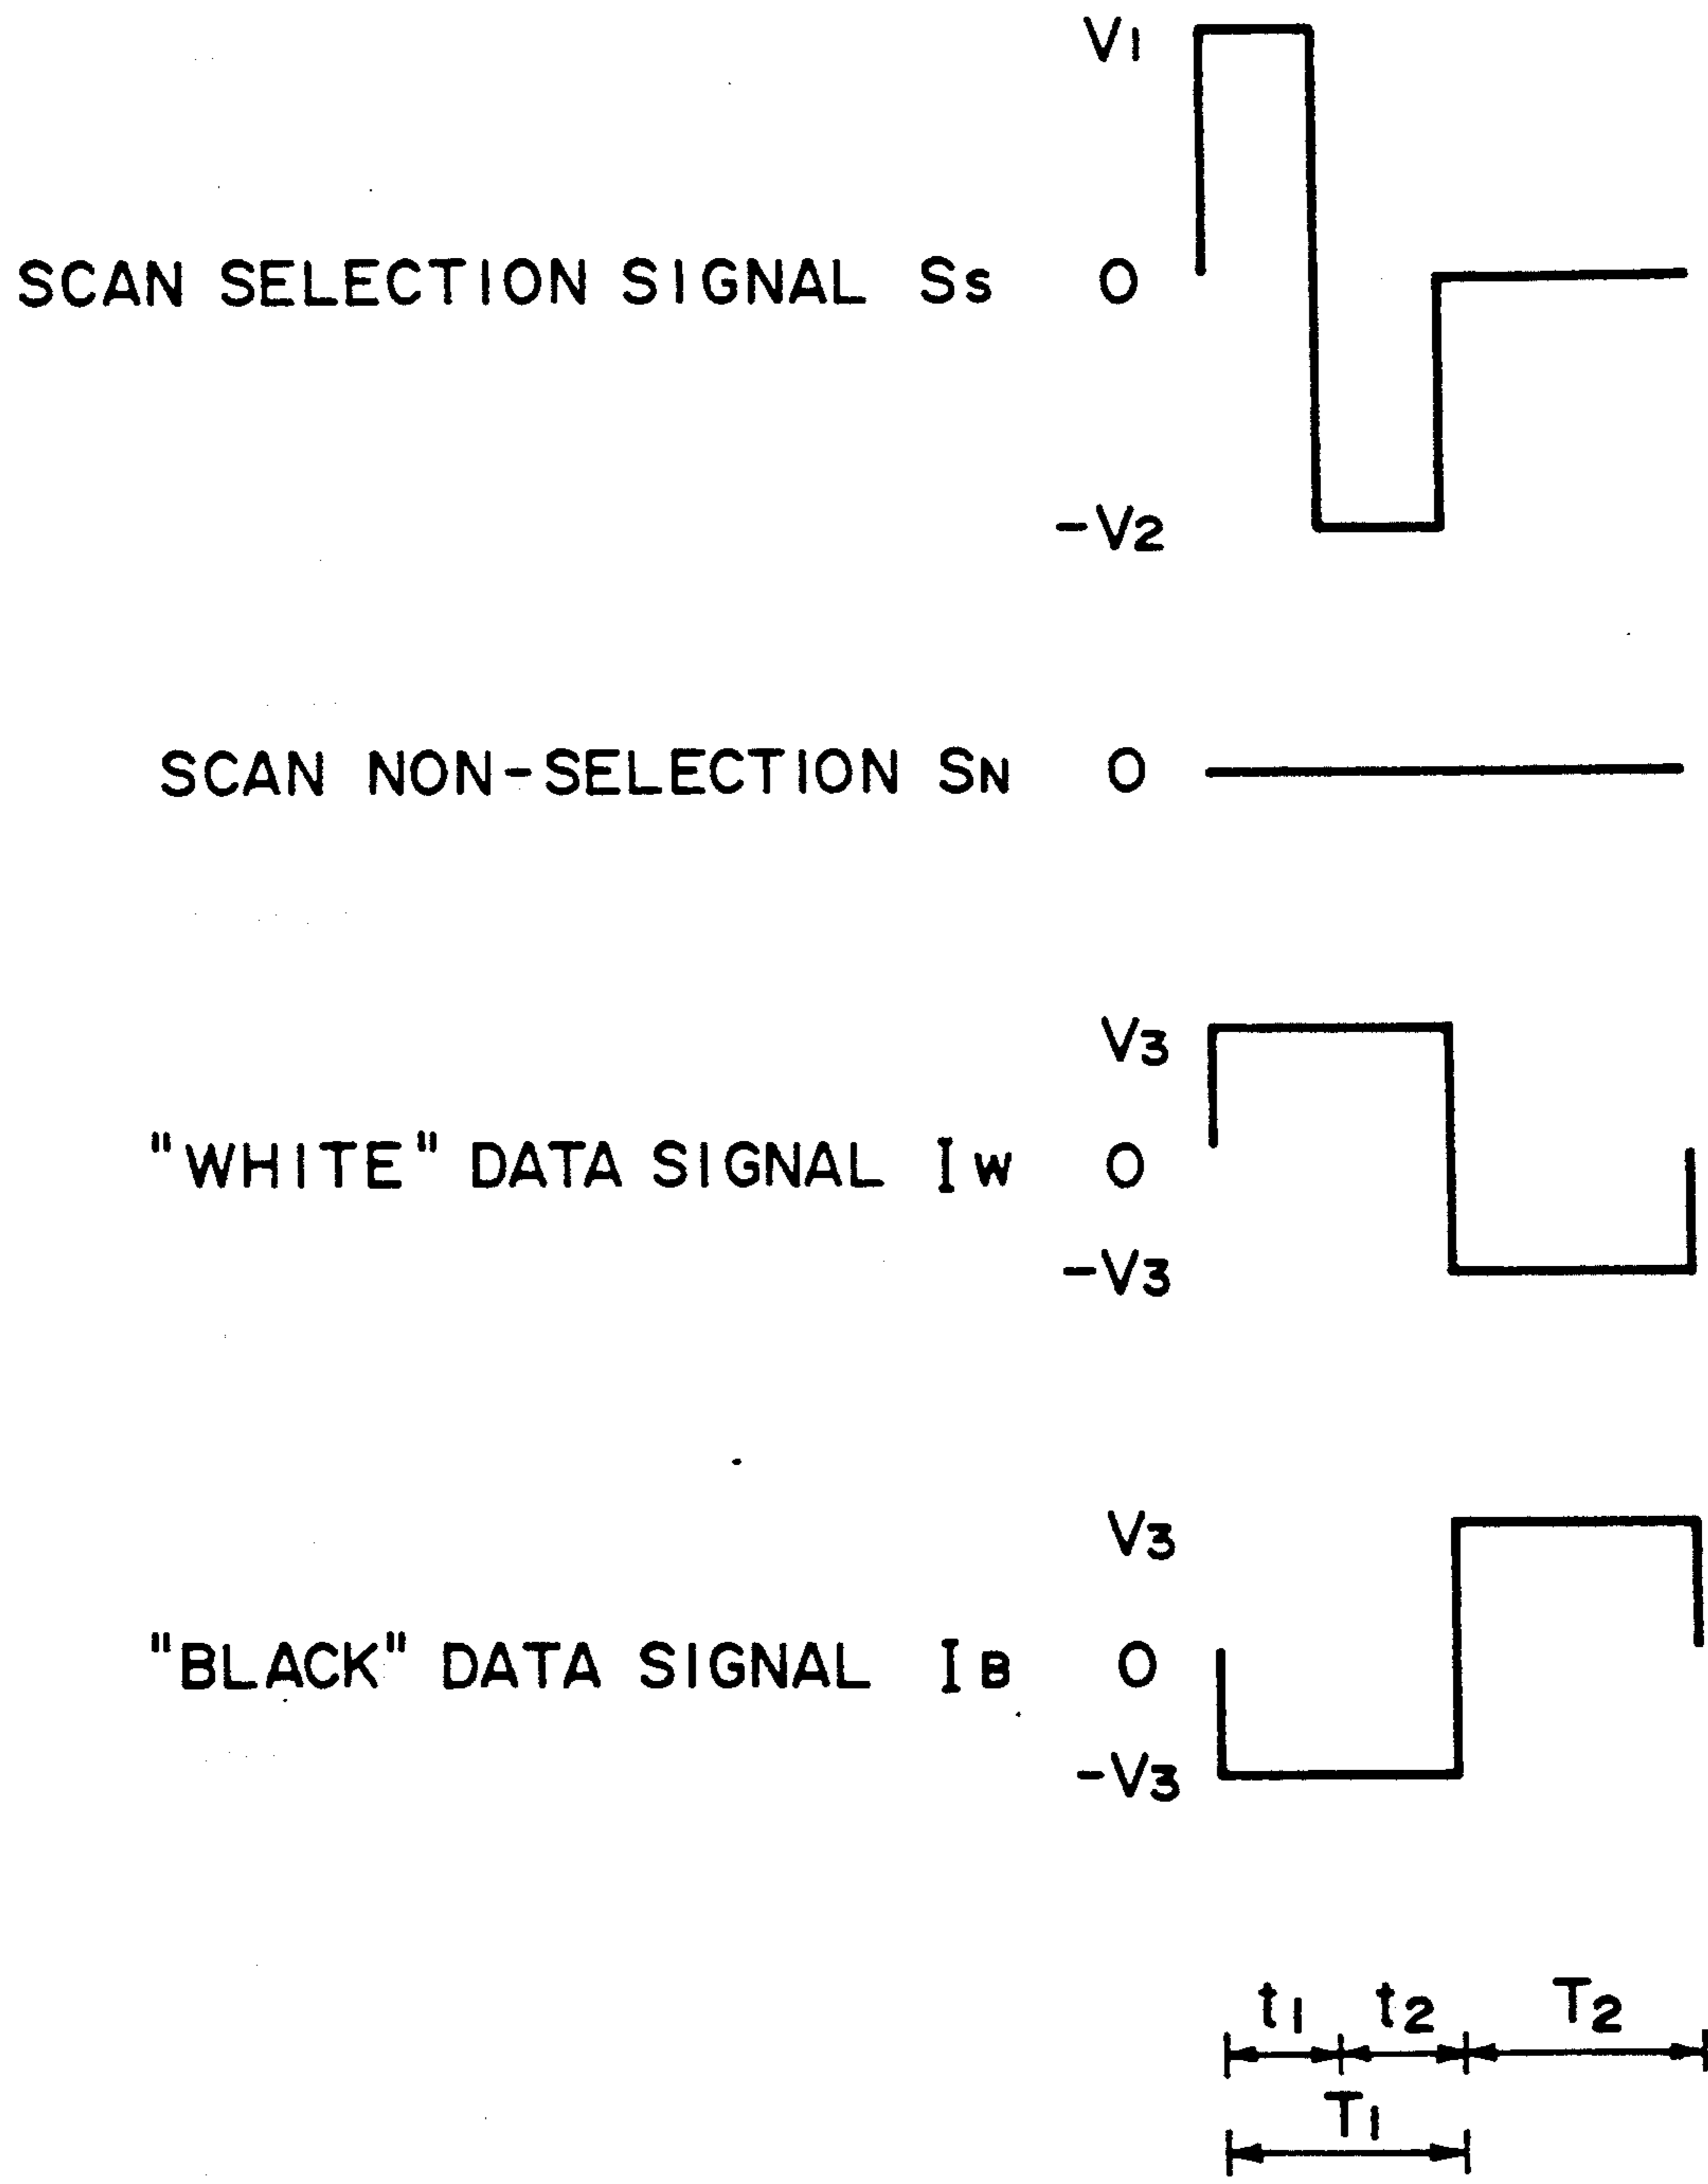 V1
SCAN SELECTION SIGNAL Ss 0
-V2
SCAN NON-SELECTION SN 0
V3
"WHITE" DATA SIGNAL IW 0
-V3
V3
"BLACK" DATA SIGNAL IB 0
-V3
t1 t2 T2
T1